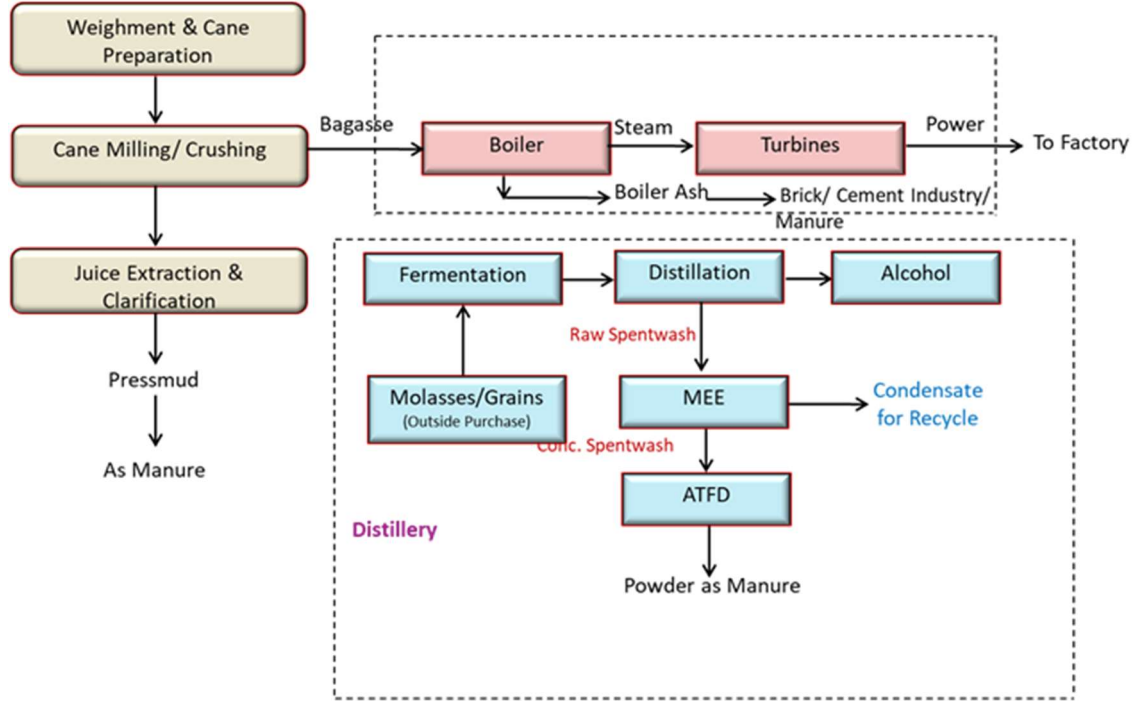 Weighment & Cane
Preparation
Cane Milling/ Crushing
Bagasse
Boiler
Steam
Turbines
Power
To Factory
Boiler Ash
Brick/ Cement Industry/
Manure
Juice Extraction &
Clarification
Pressmud
As Manure
Fermentation
Distillation
Alcohol
Raw Spentwash
Molasses/Grains
(Outside Purchase)
MEE
Condensate
for Recycle
Conc. Spentwash
ATFD
Distillery
Powder as Manure